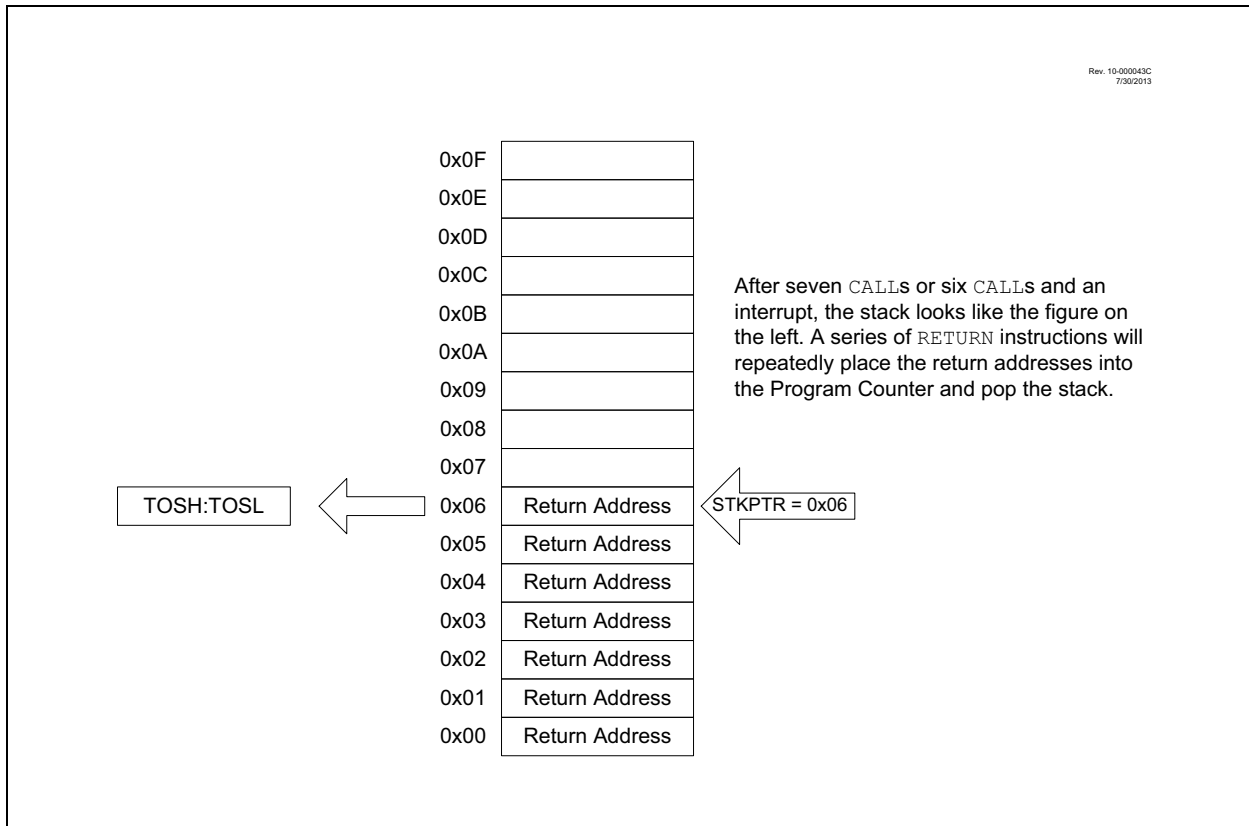 Rev. 10-000043C
7/30/2013
0x0F
0x0E
0x0D
0x0C
0x0B
0x0A
0x09
0x08
0x07
After seven CALLs or six CALLs and an
interrupt, the stack looks like the figure on
the left. A series of RETURN instructions will
repeatedly place the return addresses into
the Program Counter and pop the stack.
TOSH:TOSL
0x06 Return Address
STKPTR = 0x06
0x05 Return Address
0x04 Return Address
0x03 Return Address
0x02 Return Address
0x01 Return Address
0x00 Return Address